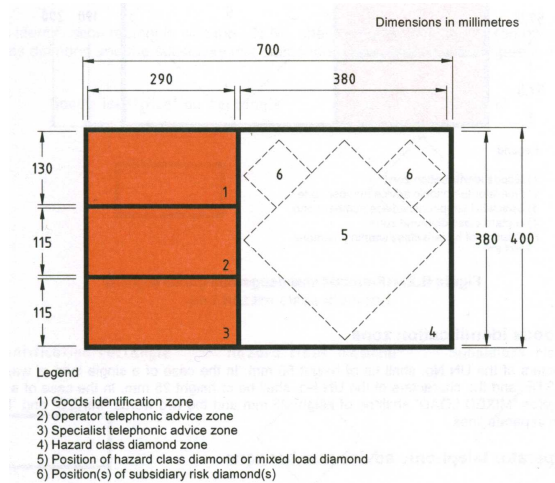 Dimensions in millimetres
700
290 380
130
115
115
1
2
3
6 6
5
4
380 400
Legend
1) Goods identification zone
2) Operator telephonic advice zone
3) Specialist telephonic advice zone
4) Hazard class diamond zone
5) Position of hazard class diamond or mixed load diamond
6) Position(s) of subsidiary risk diamond(s)